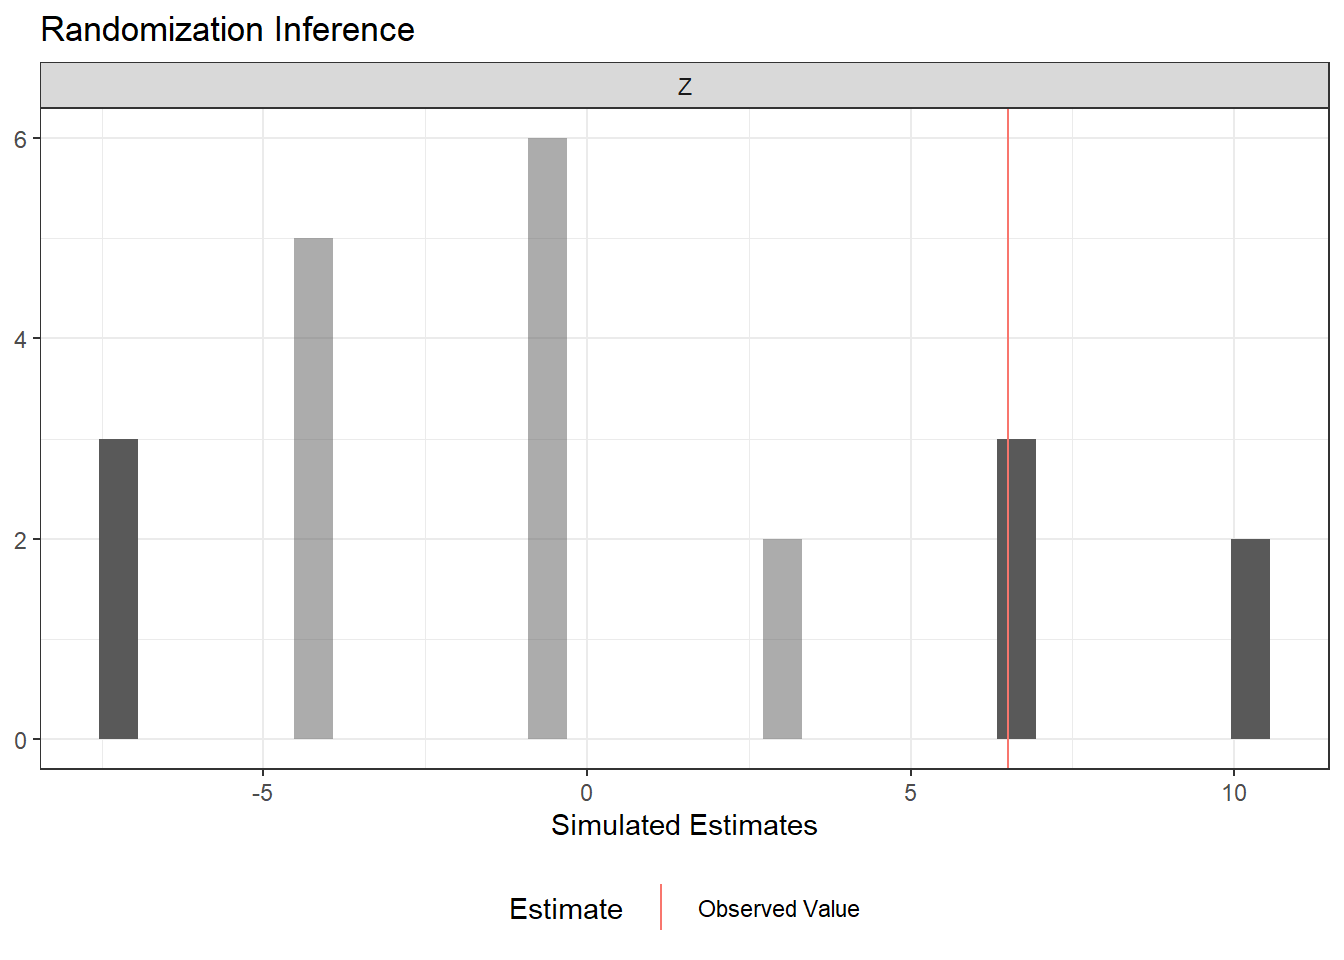 Randomization Inference
Z
6
4
2
0
-5 0 5 10
Simulated Estimates
Estimate Observed Value